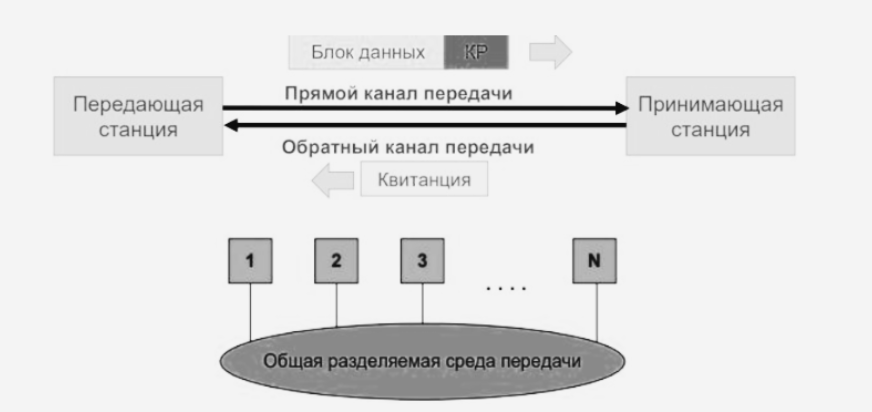 Блок данных КР
Прямой канал передачи
Передающая
станция
Принимающая
станция
Обратный канал передачи
Квитанция
1 2 3 .... N
Общая разделяемая среда передачи